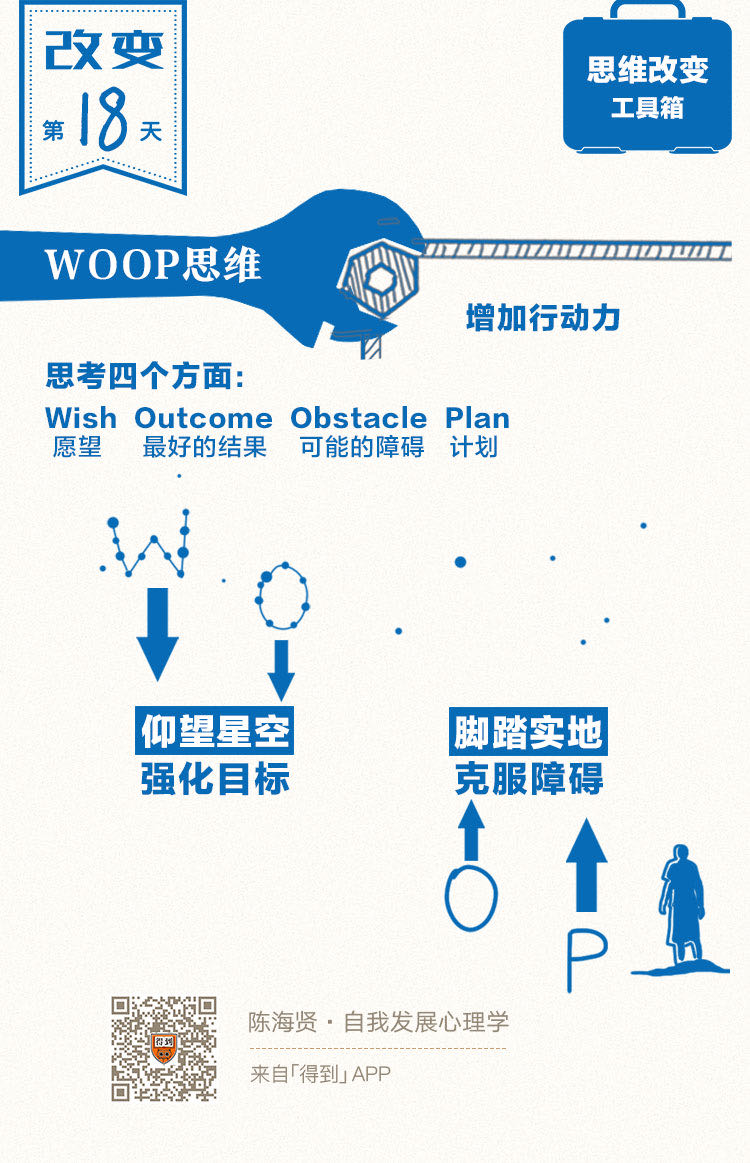 改变
第18天
思维改变
工具箱
WOOP思维
增加行动力
思考四个方面：
Wish Outcome Obstacle Plan
愿望 最好的结果 可能的障碍 计划
W O
仰望星空 脚踏实地
强化目标 克服障碍
O P
得到
陈海贤·自我发展心理学
来自「得到」APP